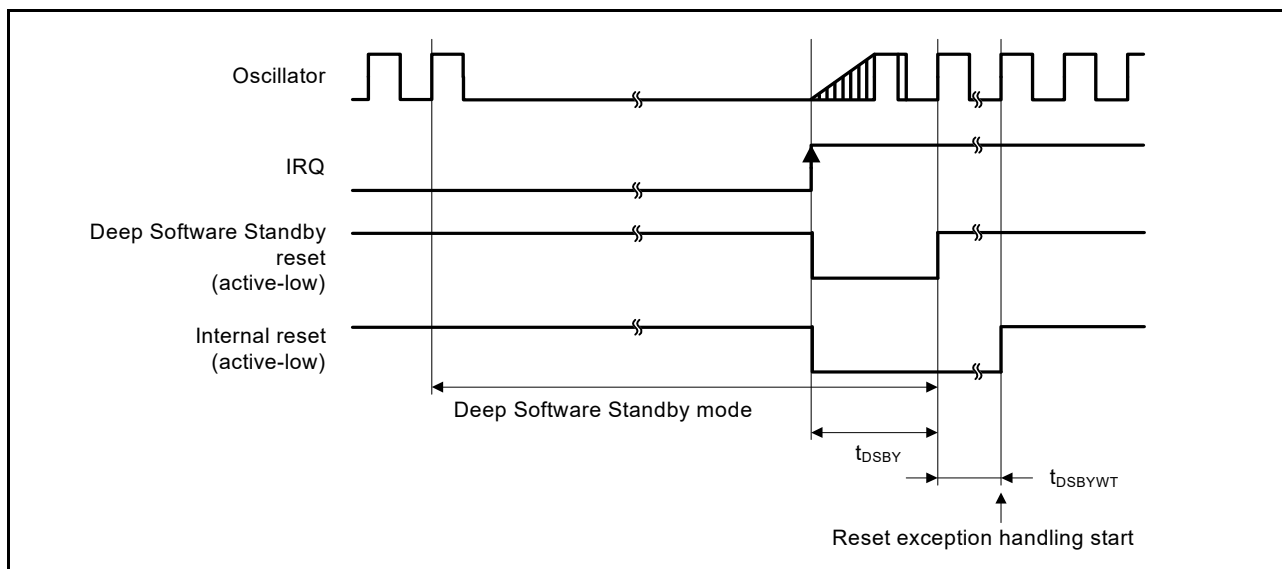 Oscillator
IRQ
Deep Software Standby
reset
(active-low)
Internal reset
(active-low)
Deep Software Standby mode
tDSBY
tDSBYWT
Reset exception handling start